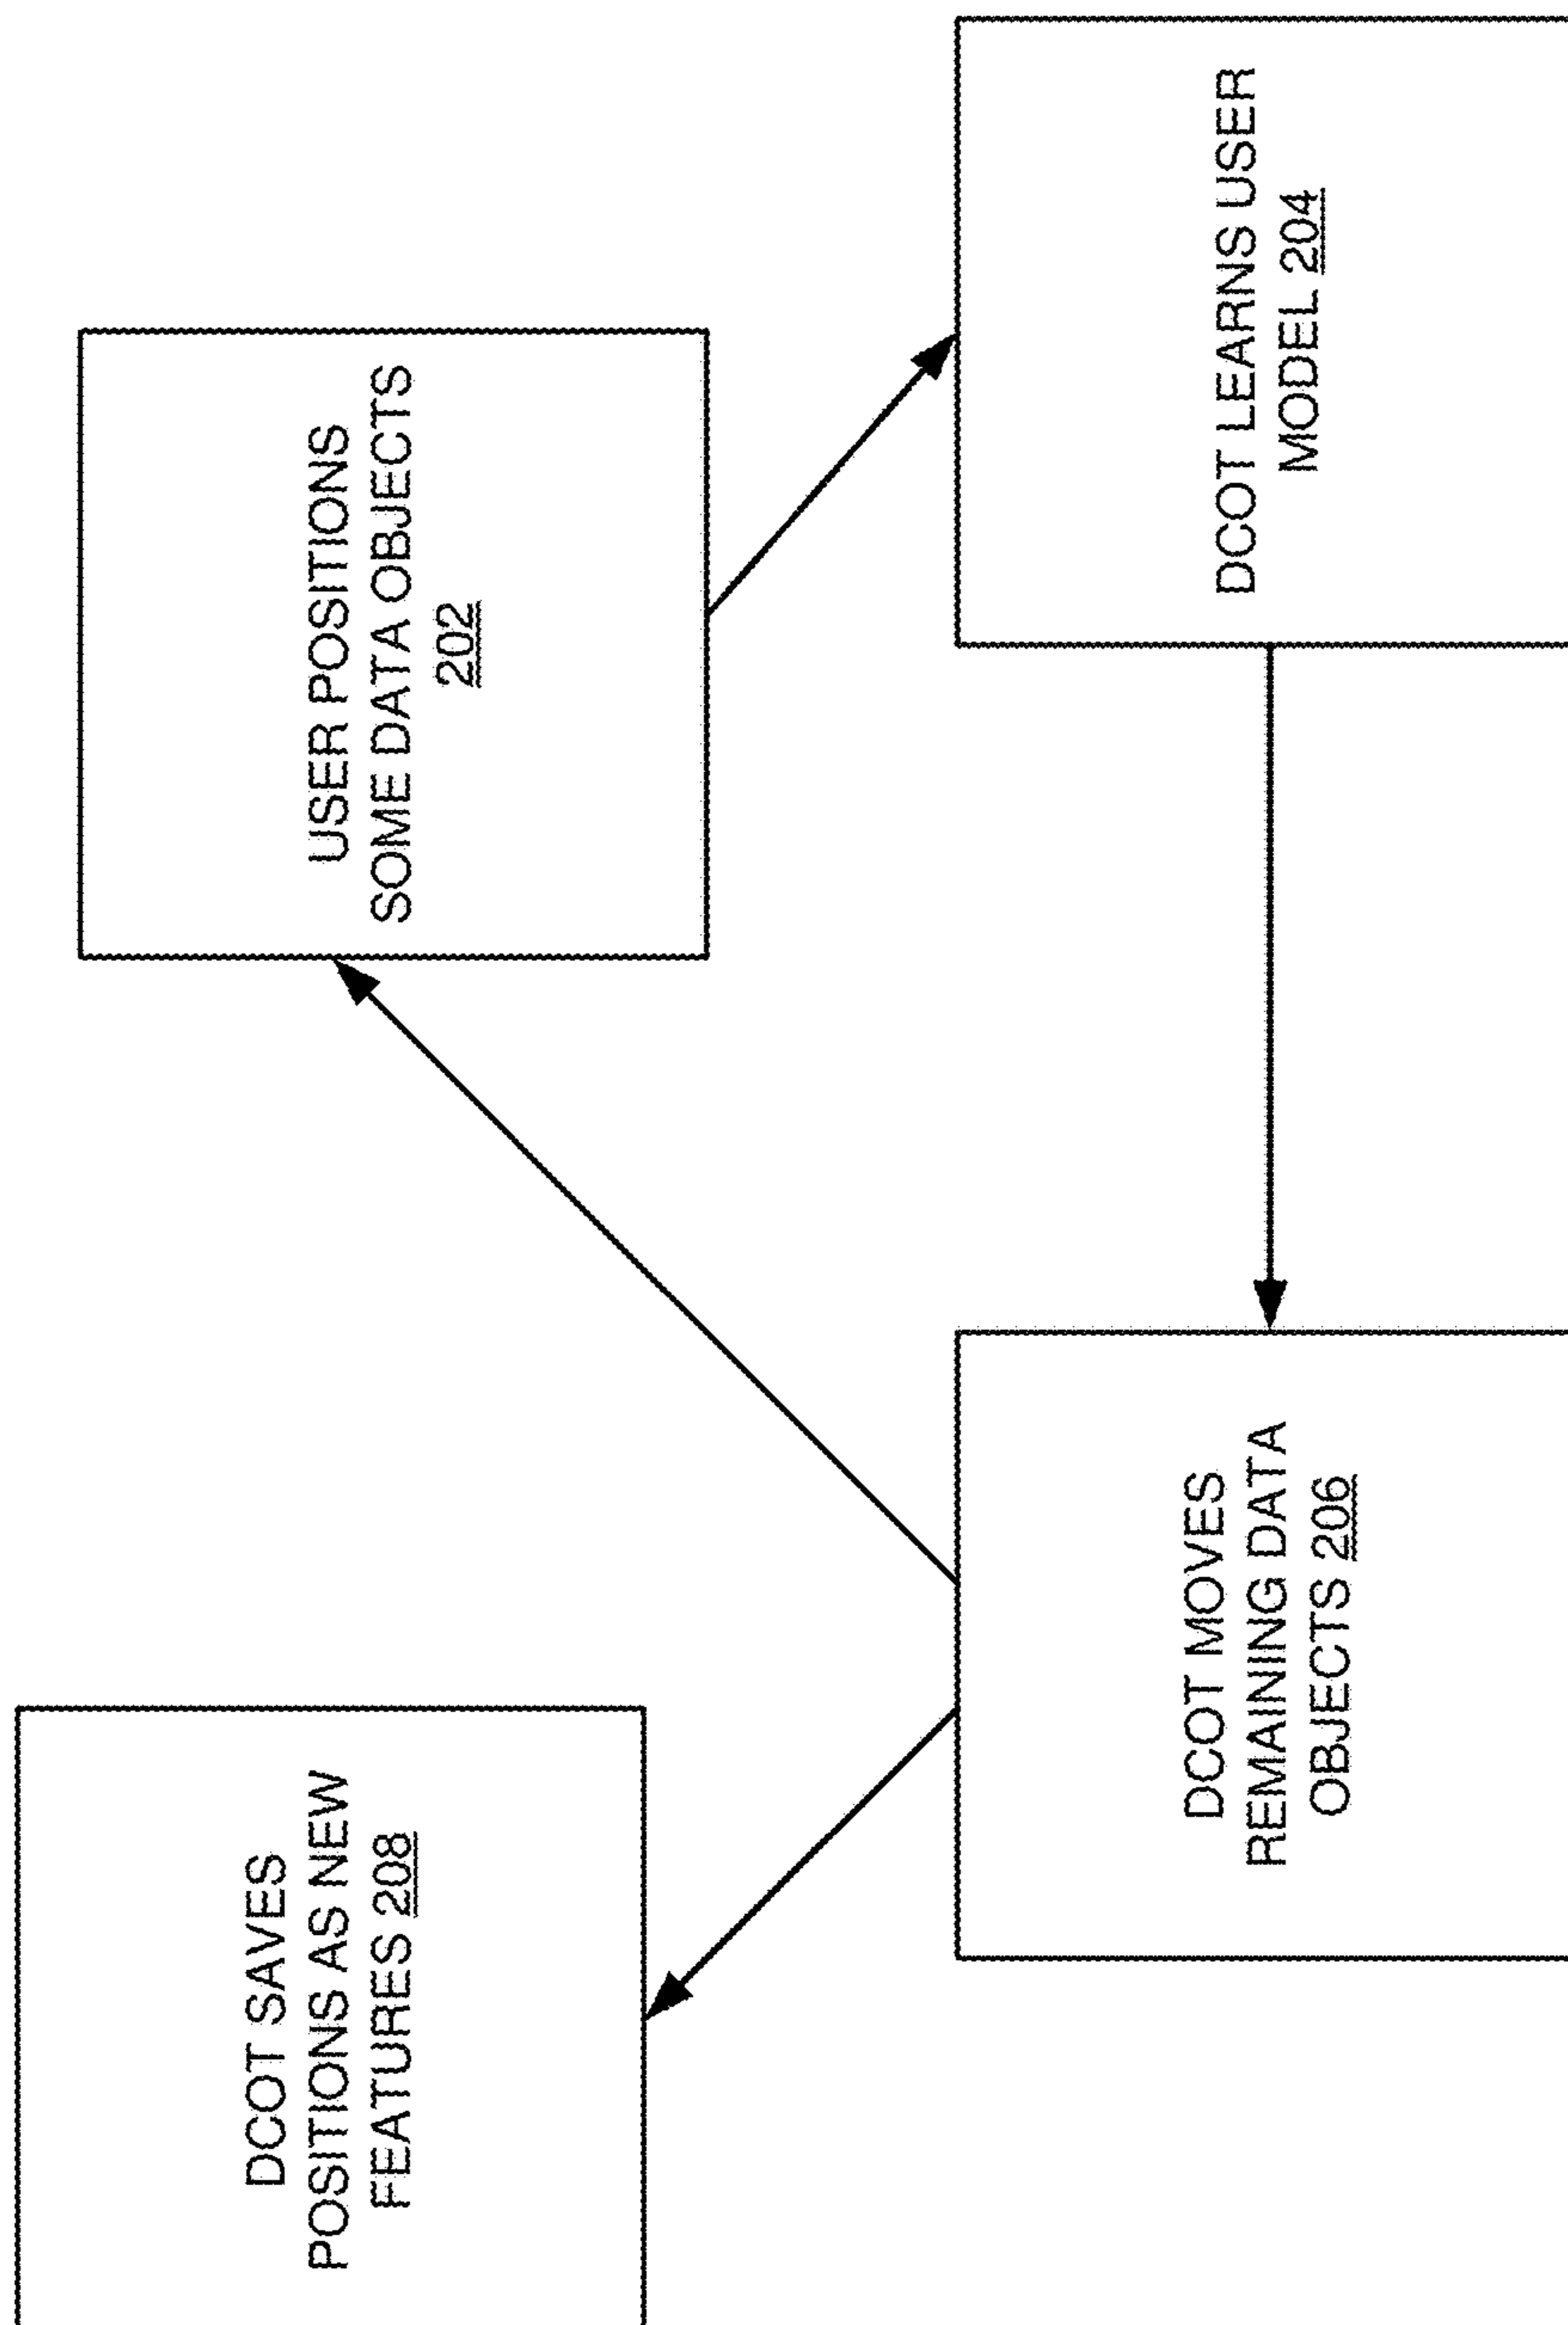 USER POSITIONS
SOME DATA OBJECTS
202
DCOT LEARNS USER
MODEL 204
DCOT MOVES
REMAINING DATA
OBJECTS 206
DCOT SAVES
POSITIONS AS NEW
FEATURES 208